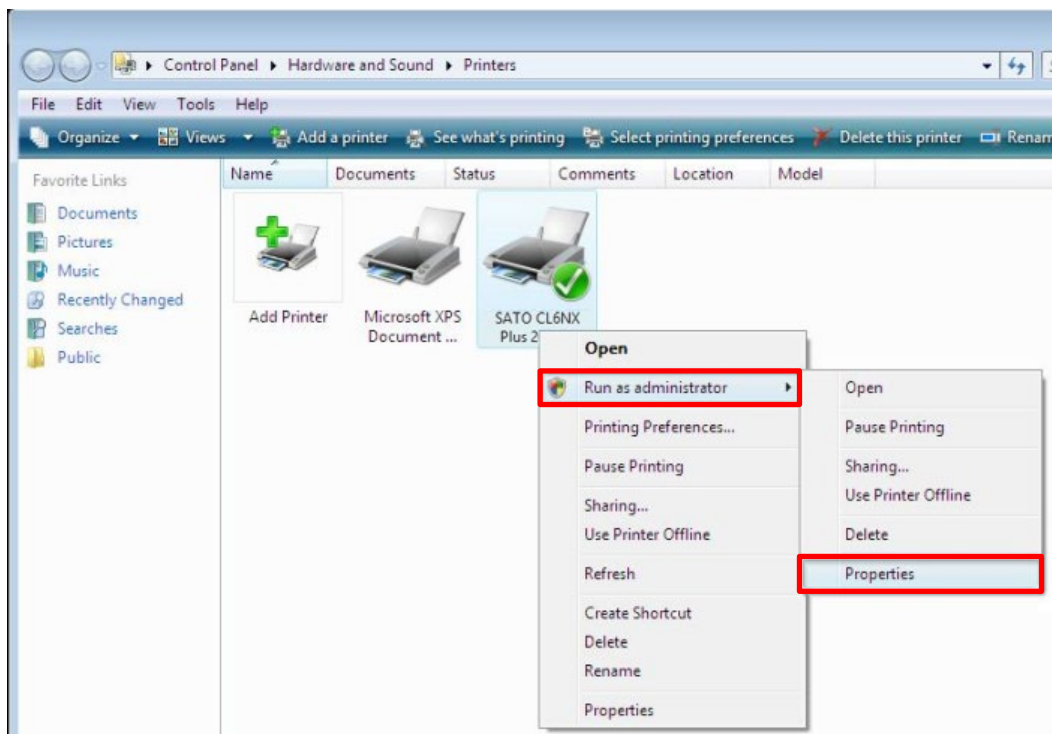 Control Panel Hardware and Sound Printers
File Edit View Tools Help
Organize Views Add a printer See what's printing Select printing preferences Delete this printer Renam
Favorite Links
Documents
Pictures
Music
Recently Changed
Searches
Public
Name Documents Status Comments Location Model
Add Printer
Microsoft XPS
Document ...
SATO CL6NX
Plus 2
Open
Run as administrator
Printing Preferences...
Pause Printing
Sharing...
Use Printer Offline
Refresh
Create Shortcut
Delete
Rename
Properties
Open
Pause Printing
Sharing...
Use Printer Offline
Delete
Properties